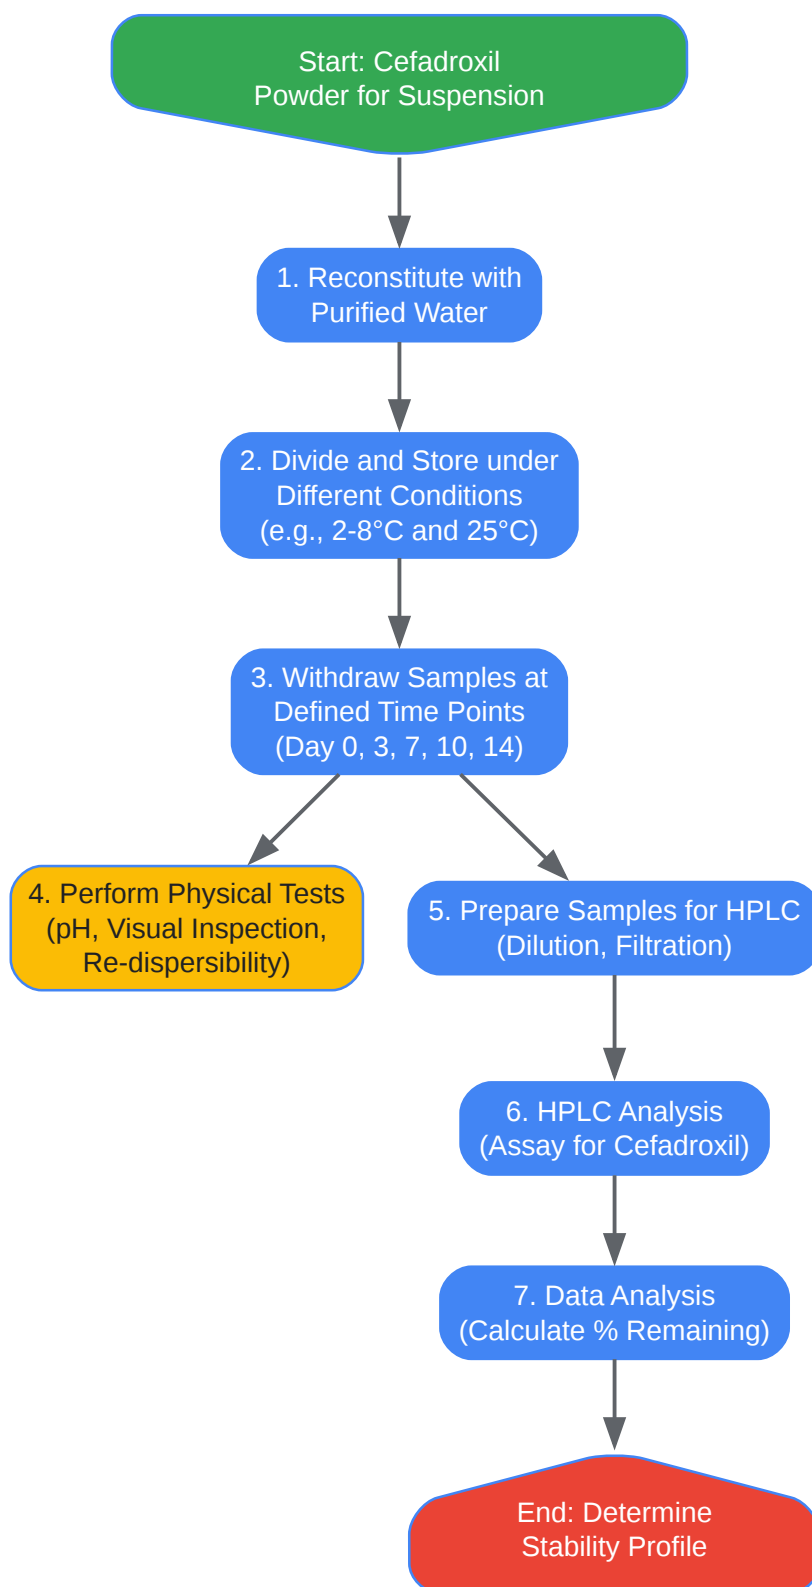 Start: Cefadroxil
Powder for Suspension
1. Reconstitute with
Purified Water
2. Divide and Store under
Different Conditions
(e.g., 2-8°C and 25°C)
3. Withdraw Samples at
Defined Time Points
(Day 0, 3, 7, 10, 14)
4. Perform Physical Tests
(pH, Visual Inspection,
Re-dispersibility)
5. Prepare Samples for HPLC
(Dilution, Filtration)
6. HPLC Analysis
(Assay for Cefadroxil)
7. Data Analysis
(Calculate % Remaining)
End: Determine
Stability Profile